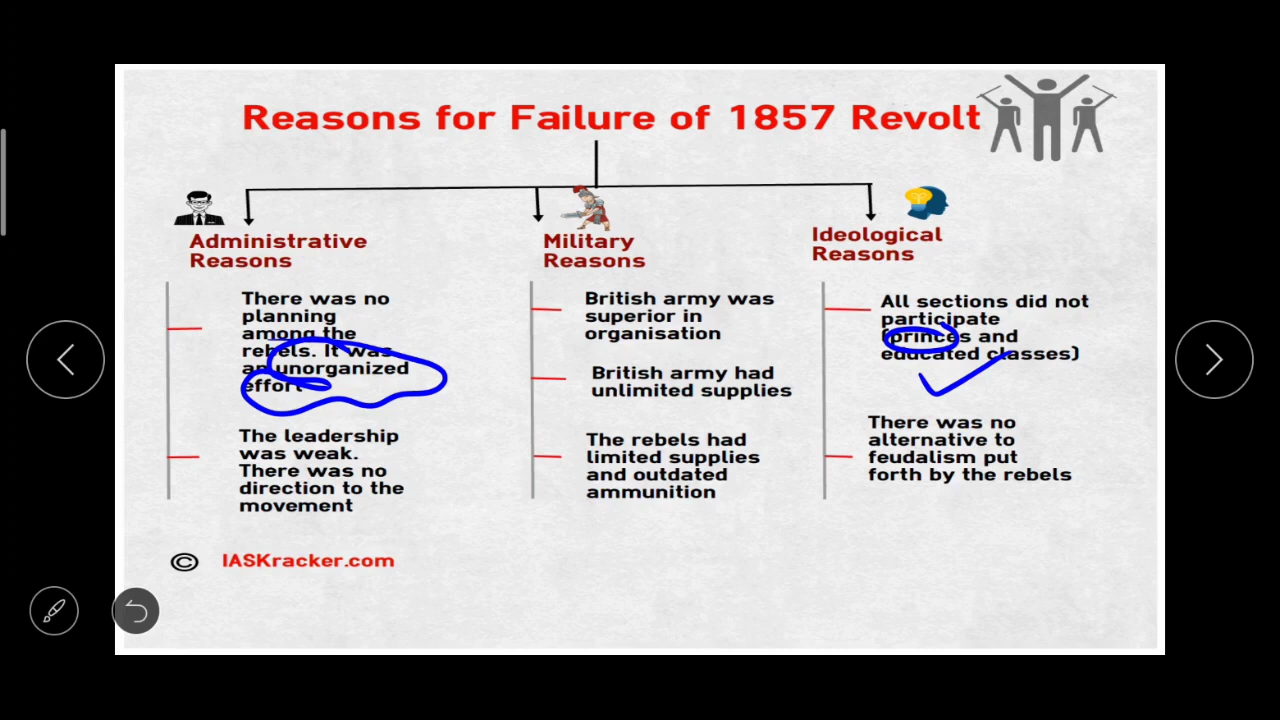 Reasons for Failure of 1857 Revolt
Administrative
Reasons
There was no
planning
among the
rebels. It was
an unorganized
effort
The leadership
was weak.
There was no
direction to the
movement
Military
Reasons
British army was
superior in
organisation
British army had
unlimited supplies
The rebels had
limited supplies
and outdated
ammunition
Ideological
Reasons
All sections did not
participate
(princes and
educated classes)
There was no
alternative to
feudalism put
forth by the rebels
© IASKracker.com